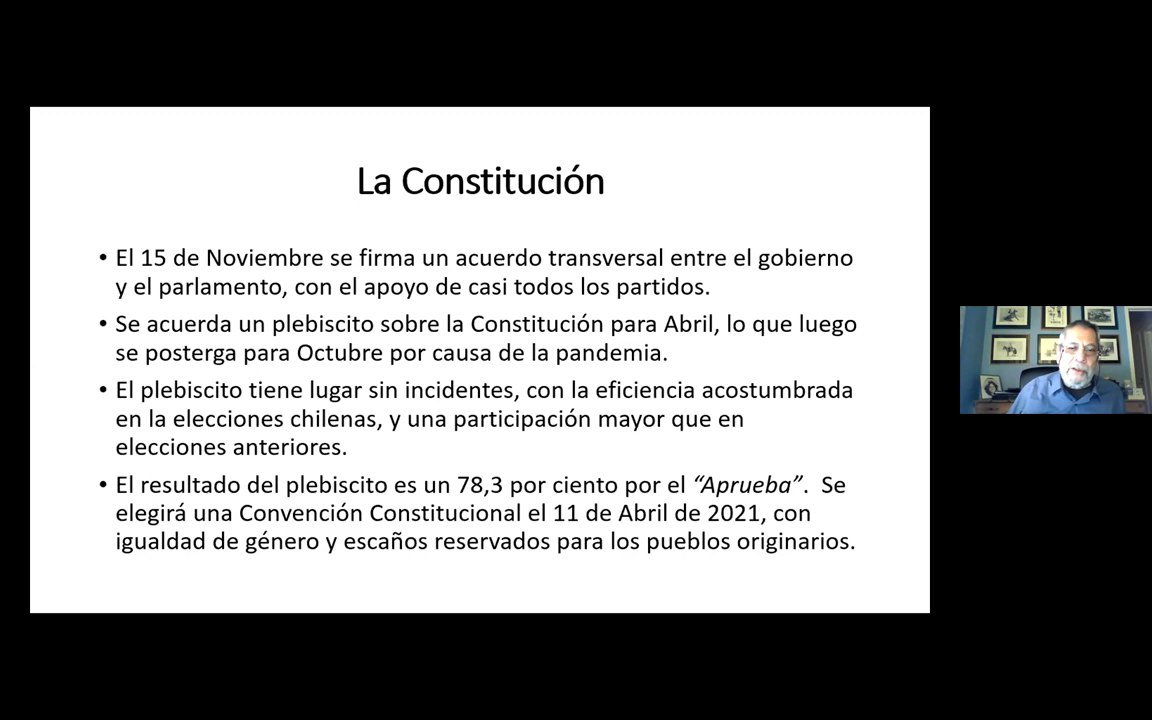 La Constitución
• El 15 de Noviembre se firma un acuerdo transversal entre el gobierno
y el parlamento, con el apoyo de casi todos los partidos.
• Se acuerda un plebiscito sobre la Constitución para Abril, lo que luego
se posterga para Octubre por causa de la pandemia.
• El plebiscito tiene lugar sin incidentes, con la eficiencia acostumbrada
en la elecciones chilenas, y una participación mayor que en
elecciones anteriores.
• El resultado del plebiscito es un 78,3 por ciento por el “Aprueba”. Se
elegirá una Convención Constitucional el 11 de Abril de 2021, con
igualdad de género y escaños reservados para los pueblos originarios.